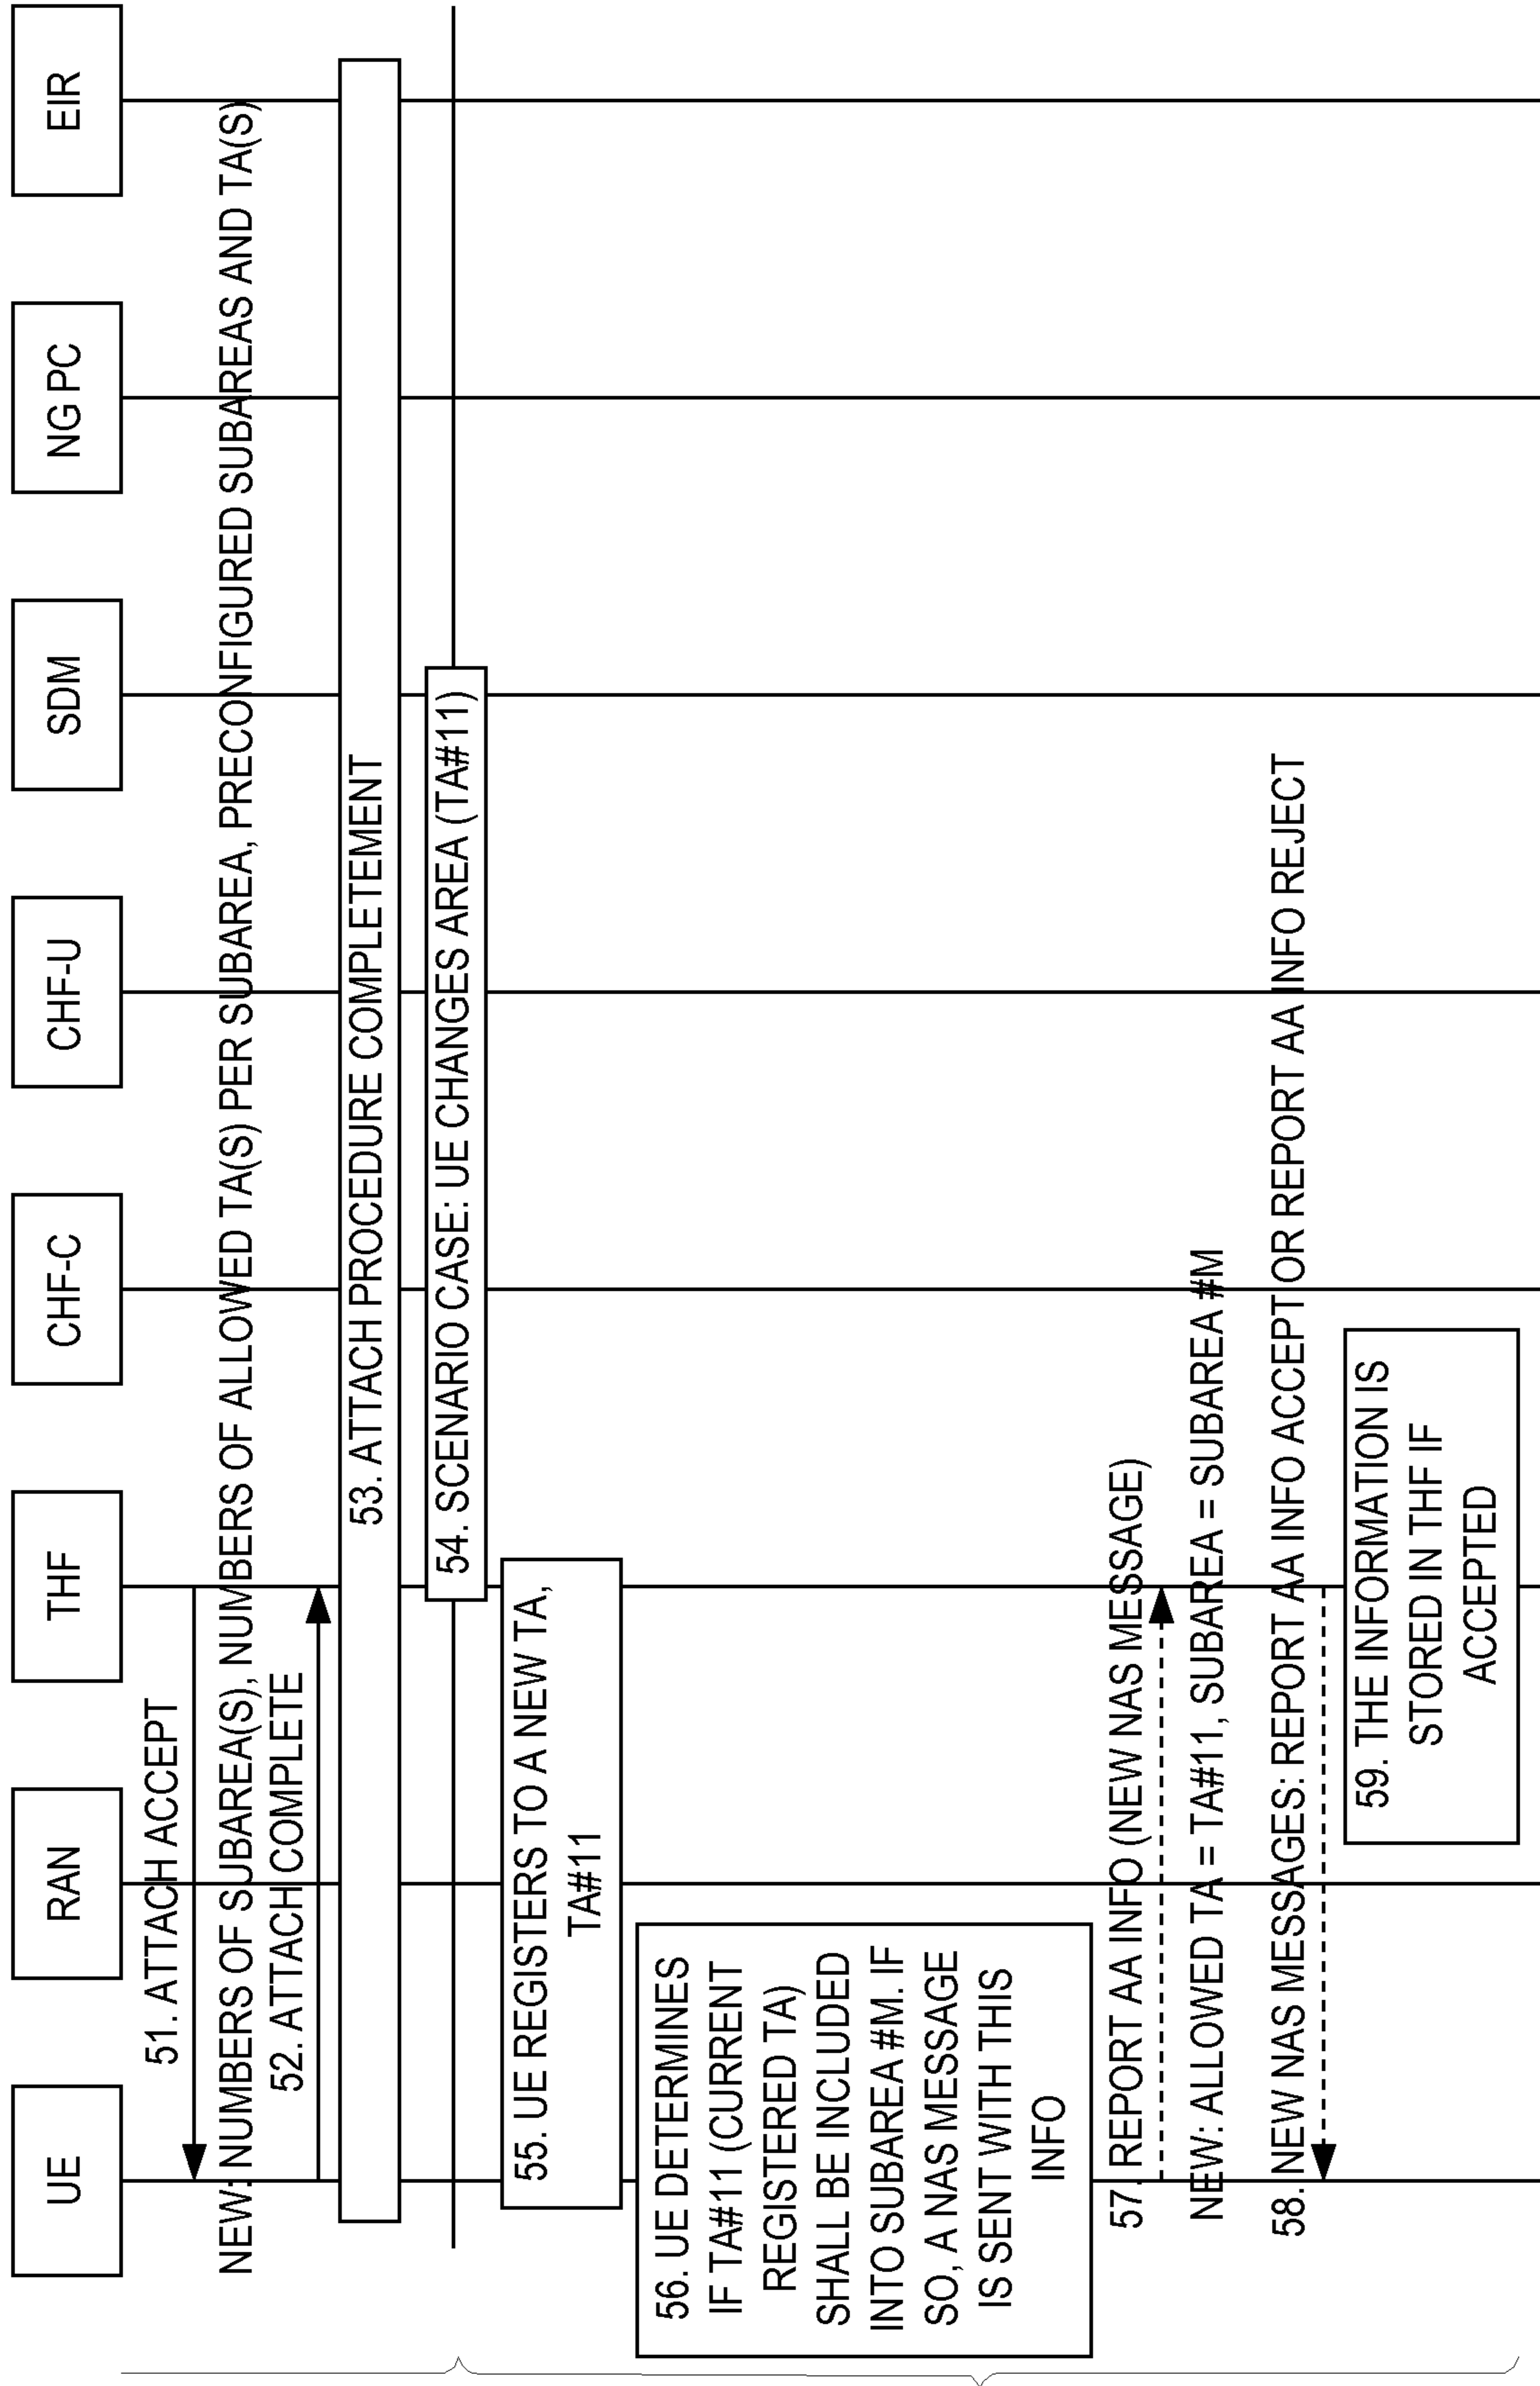 UE
RAN
THF
CHF-C
CHF-U
SDM
NG PC
EIR
51. ATTACH ACCEPT
NEW: NUMBERS OF SUBAREA(S), NUMBERS OF ALLOWED TA(S) PER SUBAREA, PRECONFIGURED SUBAREAS AND TA(S)
52. ATTACH COMPLETE
53. ATTACH PROCEDURE COMPLETEMENT
54. SCENARIO CASE: UE CHANGES AREA (TA#11)
55. UE REGISTERS TO A NEW TA,
TA#11
56. UE DETERMINES
IF TA#11 (CURRENT
REGISTERED TA)
SHALL BE INCLUDED
INTO SUBAREA #M. IF
SO, A NAS MESSAGE
IS SENT WITH THIS
INFO
57. REPORT AA INFO (NEW NAS MESSAGE)
NEW: ALLOWED TA = TA#11, SUBAREA = SUBAREA #M
58. NEW NAS MESSAGES: REPORT AA INFO ACCEPT OR REPORT AA INFO REJECT
59. THE INFORMATION IS
STORED IN THF IF
ACCEPTED